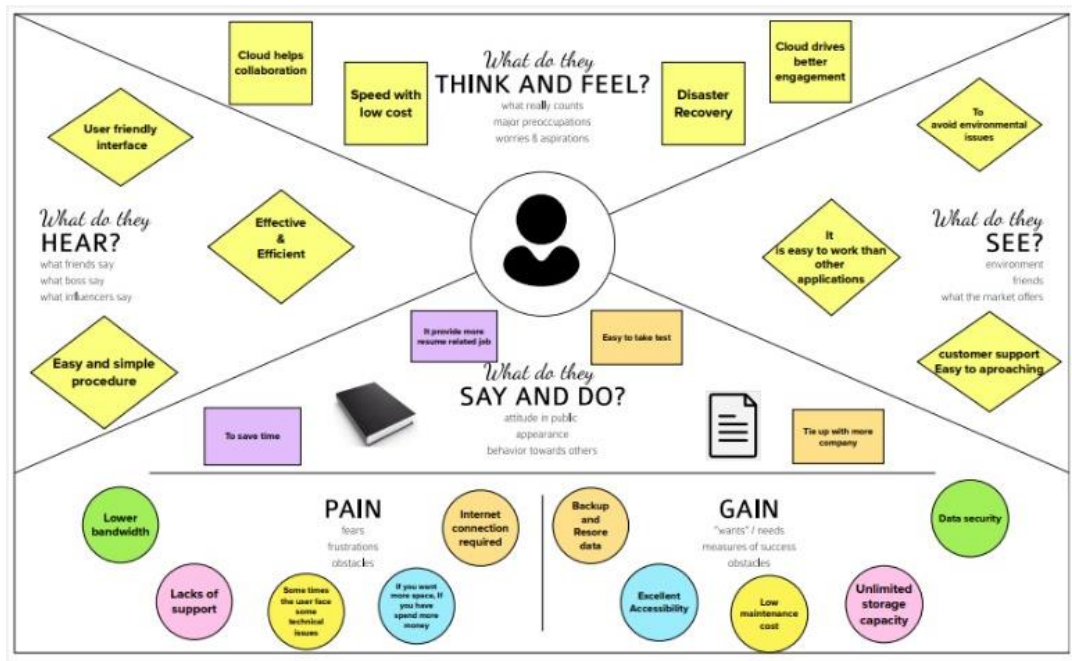 What do they
THINK AND FEEL?
what really counts
major preoccupations
worries & aspirations
Cloud helps
collaboration
Speed with
low cost
Disaster
Recovery
Cloud drives
better
engagement
What do they
HEAR?
what friends say
what boss say
what influencers say
User friendly
interface
Effective
&
Efficient
Easy and simple
procedure
What do they
SEE?
environment
friends
what the market offers
To
avoid environmental
issues
It
is easy to work than
other
applications
customer support
Easy to aproaching
What do they
SAY AND DO?
attitude in public
appearance
behavior towards others
It provide more
resume related job
Easy to take test
To save time
Tie up with more
company
PAIN
fears
frustrations
obstacles
Lower
bandwidth
Lacks of
support
Some times
the user face
some
technical
issues
If you want
more space, If
you have
spend more
money
Internet
connection
required
GAIN
"wants" / needs
measures of success
obstacles
Backup
and
Resore
data
Excellent
Accessibility
Low
maintenance
cost
Unlimited
storage
capacity
Data security